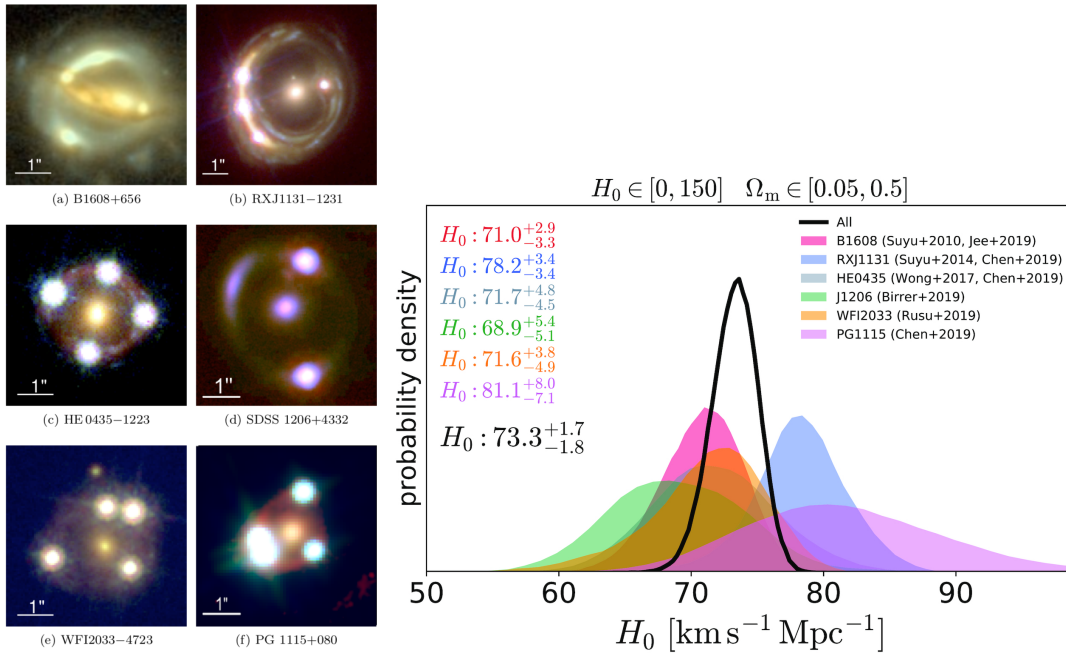 1"
(a) B1608+656
1"
(b) RXJ1131−1231
1"
(c) HE 0435−1223
1"
(d) SDSS 1206+4332
1"
(e) WFI2033−4723
1"
(f) PG 1115+080
H₀ ∈ [0, 150] Ωₘ ∈ [0.05, 0.5]
H₀ : 71.0 +2.9 −3.3
H₀ : 78.2 +3.4 −3.4
H₀ : 71.7 +4.8 −4.5
H₀ : 68.9 +5.4 −5.1
H₀ : 71.6 +3.8 −4.9
H₀ : 81.1 +8.0 −7.1
H₀ : 73.3 +1.7 −1.8
All
B1608 (Suyu+2010, Jee+2019)
RXJ1131 (Suyu+2014, Chen+2019)
HE0435 (Wong+2017, Chen+2019)
J1206 (Birrer+2019)
WFI2033 (Rusu+2019)
PG1115 (Chen+2019)
probability density
50 60 70 80 90
H₀ [km s⁻¹ Mpc⁻¹]